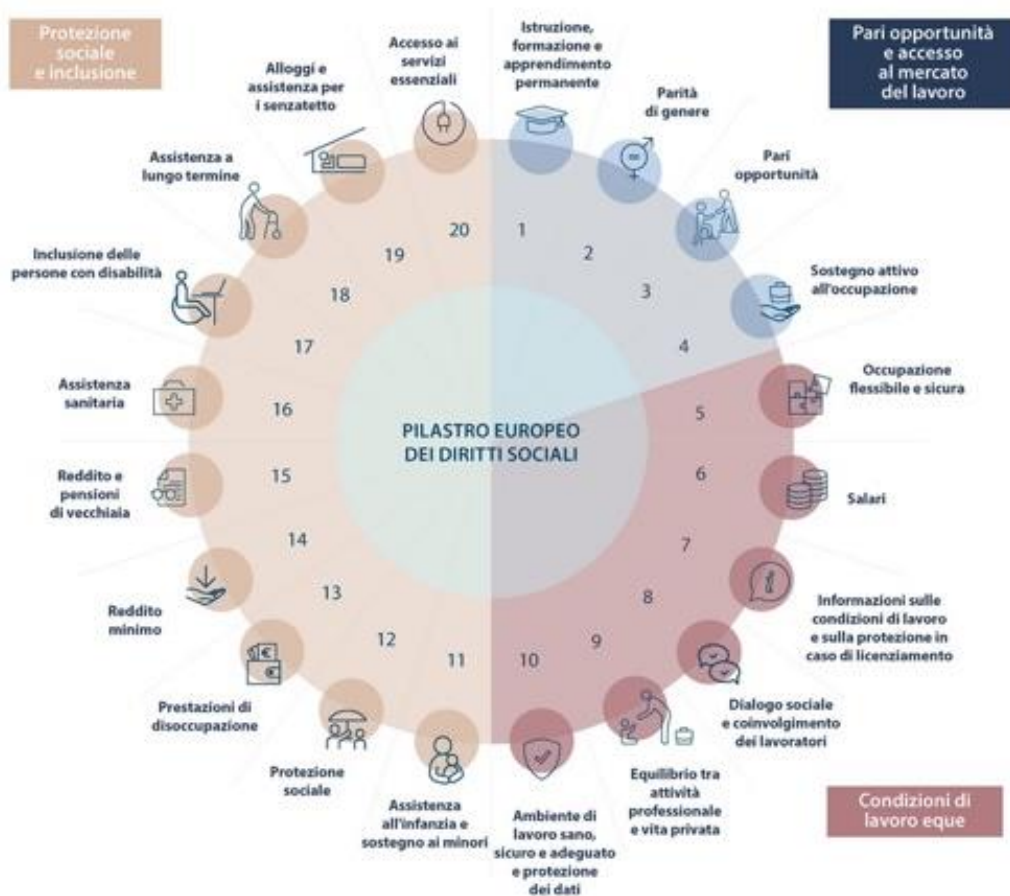 Protezione
sociale
e inclusione
Pari opportunità
e accesso
al mercato
del lavoro
Istruzione,
formazione e
apprendimento
permanente
Parità
di genere
Pari
opportunità
Sostegno attivo
all'occupazione
Occupazione
flessibile e sicura
Salari
Informazioni sulle
condizioni di lavoro
e sulla protezione in
caso di licenziamento
Dialogo sociale
e coinvolgimento
dei lavoratori
Equilibrio tra
attività
professionale
e vita privata
Ambiente di
lavoro sano,
sicuro e adeguato
e protezione
dei dati
Assistenza
all'infanzia e
sostegno ai minori
Protezione
sociale
Prestazioni di
disoccupazione
Reddito
minimo
Reddito e
pensioni
di vecchiaia
Assistenza
sanitaria
Inclusione delle
persone con disabilità
Assistenza a
lungo termine
Alloggi e
assistenza per
i senzatetto
Accesso ai
servizi
essenziali
1
2
3
4
5
6
7
8
9
10
11
12
13
14
15
16
17
18
19
20
PILASTRO EUROPEO
DEI DIRITTI SOCIALI
Condizioni di
lavoro eque